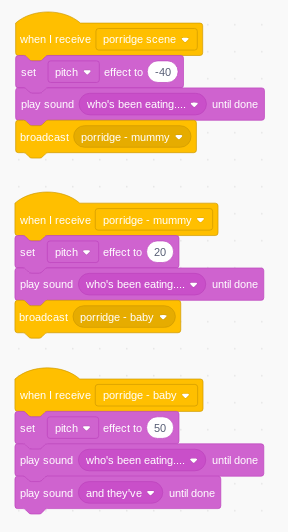 when I receive porridge scene
set pitch effect to -40
play sound who's been eating.... until done
broadcast porridge - mummy
when I receive porridge - mummy
set pitch effect to 20
play sound who's been eating.... until done
broadcast porridge - baby
when I receive porridge - baby
set pitch effect to 50
play sound who's been eating.... until done
play sound and they've until done